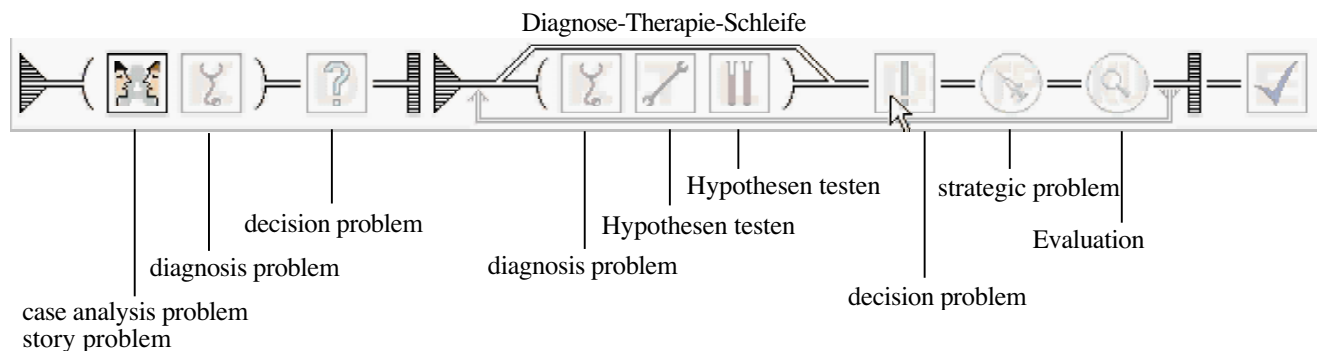 Diagnose-Therapie-Schleife
?
!
Hypothesen testen
strategic problem
decision problem
Hypothesen testen
Evaluation
diagnosis problem
diagnosis problem
decision problem
case analysis problem
story problem